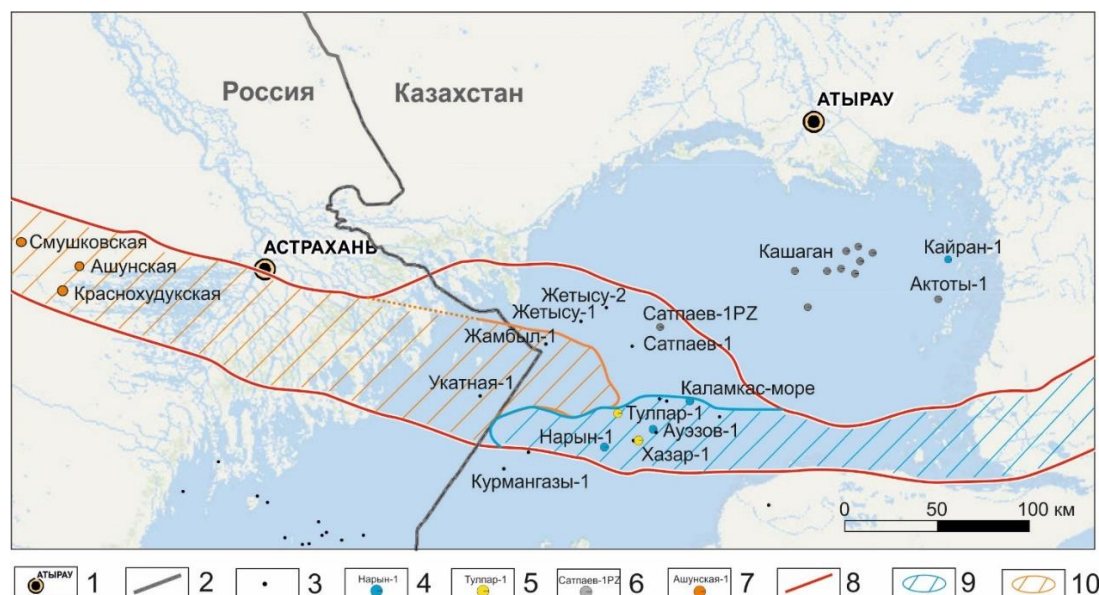 Россия
Казахстан
АТЫРАУ
Смушковская
АСТРАХАНЬ
Кашаган
Кайран-1
Ашунская
Актоты-1
Краснохудукская
Жетысу-2
Жетысу-1
Сатпаев-1PZ
Жамбыл-1
Сатпаев-1
Укатная-1
Каламкас-море
Тулпар-1
Нарын-1
Ауэзов-1
Хазар-1
Курмангазы-1
0 50 100 км
АТЫРАУ 1 2 3 Нарын-1 4 Тулпар-1 5 Сатпаев-1PZ 6 Ашунская-1 7 8 9 10